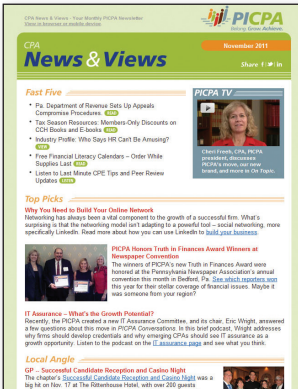 CPA News & Views - Your Monthly PICPA Newsletter
View in browser or mobile device.
PICPA
Belong. Grow. Achieve.
CPA
News & Views
November 2011
Share f in
Fast Five
• Pa. Department of Revenue Sets Up Appeals
Compromise Procedures. READ
• Tax Season Resources: Members-Only Discounts on
CCH Books and E-books READ
• Industry Profile: Who Says HR Can't Be Amusing?
VIEW
• Free Financial Literacy Calendars – Order While
Supplies Last READ
• Listen to Last Minute CPE Tips and Peer Review
Updates LISTEN
PICPA TV
Cheri Freeh, CPA, PICPA
president, discusses
PICPA's move, our new
brand, and more in On Topic.
Top Picks
Why You Need to Build Your Online Network
Networking has always been a vital component to the growth of a successful firm. What's
surprising is that the networking model isn't adapting to a powerful tool – social networking, more
specifically LinkedIn. Read more about how you can use LinkedIn to build your business.
PICPA Honors Truth in Finances Award Winners at
Newspaper Convention
The winners of PICPA's new Truth in Finances Award were
honored at the Pennsylvania Newspaper Association's annual
convention this month in Bedford, Pa. See which reporters won
this year for their stellar coverage of financial issues. Maybe it
was someone from your region?
IT Assurance – What's the Growth Potential?
Recently, the PICPA created a new IT Assurance Committee, and its chair, Eric Wright, answered
a few questions about this move in PICPA Conversations. In this brief podcast, Wright addresses
why firms should develop credentials and why emerging CPAs should see IT assurance as a
growth opportunity. Listen to the podcast on the IT assurance page and see what you think.
Local Angle
GP – Successful Candidate Reception and Casino Night
The chapter's Successful Candidate Reception and Casino Night was a
big hit on Nov. 17 at The Rittenhouse Hotel, with over 260 guests